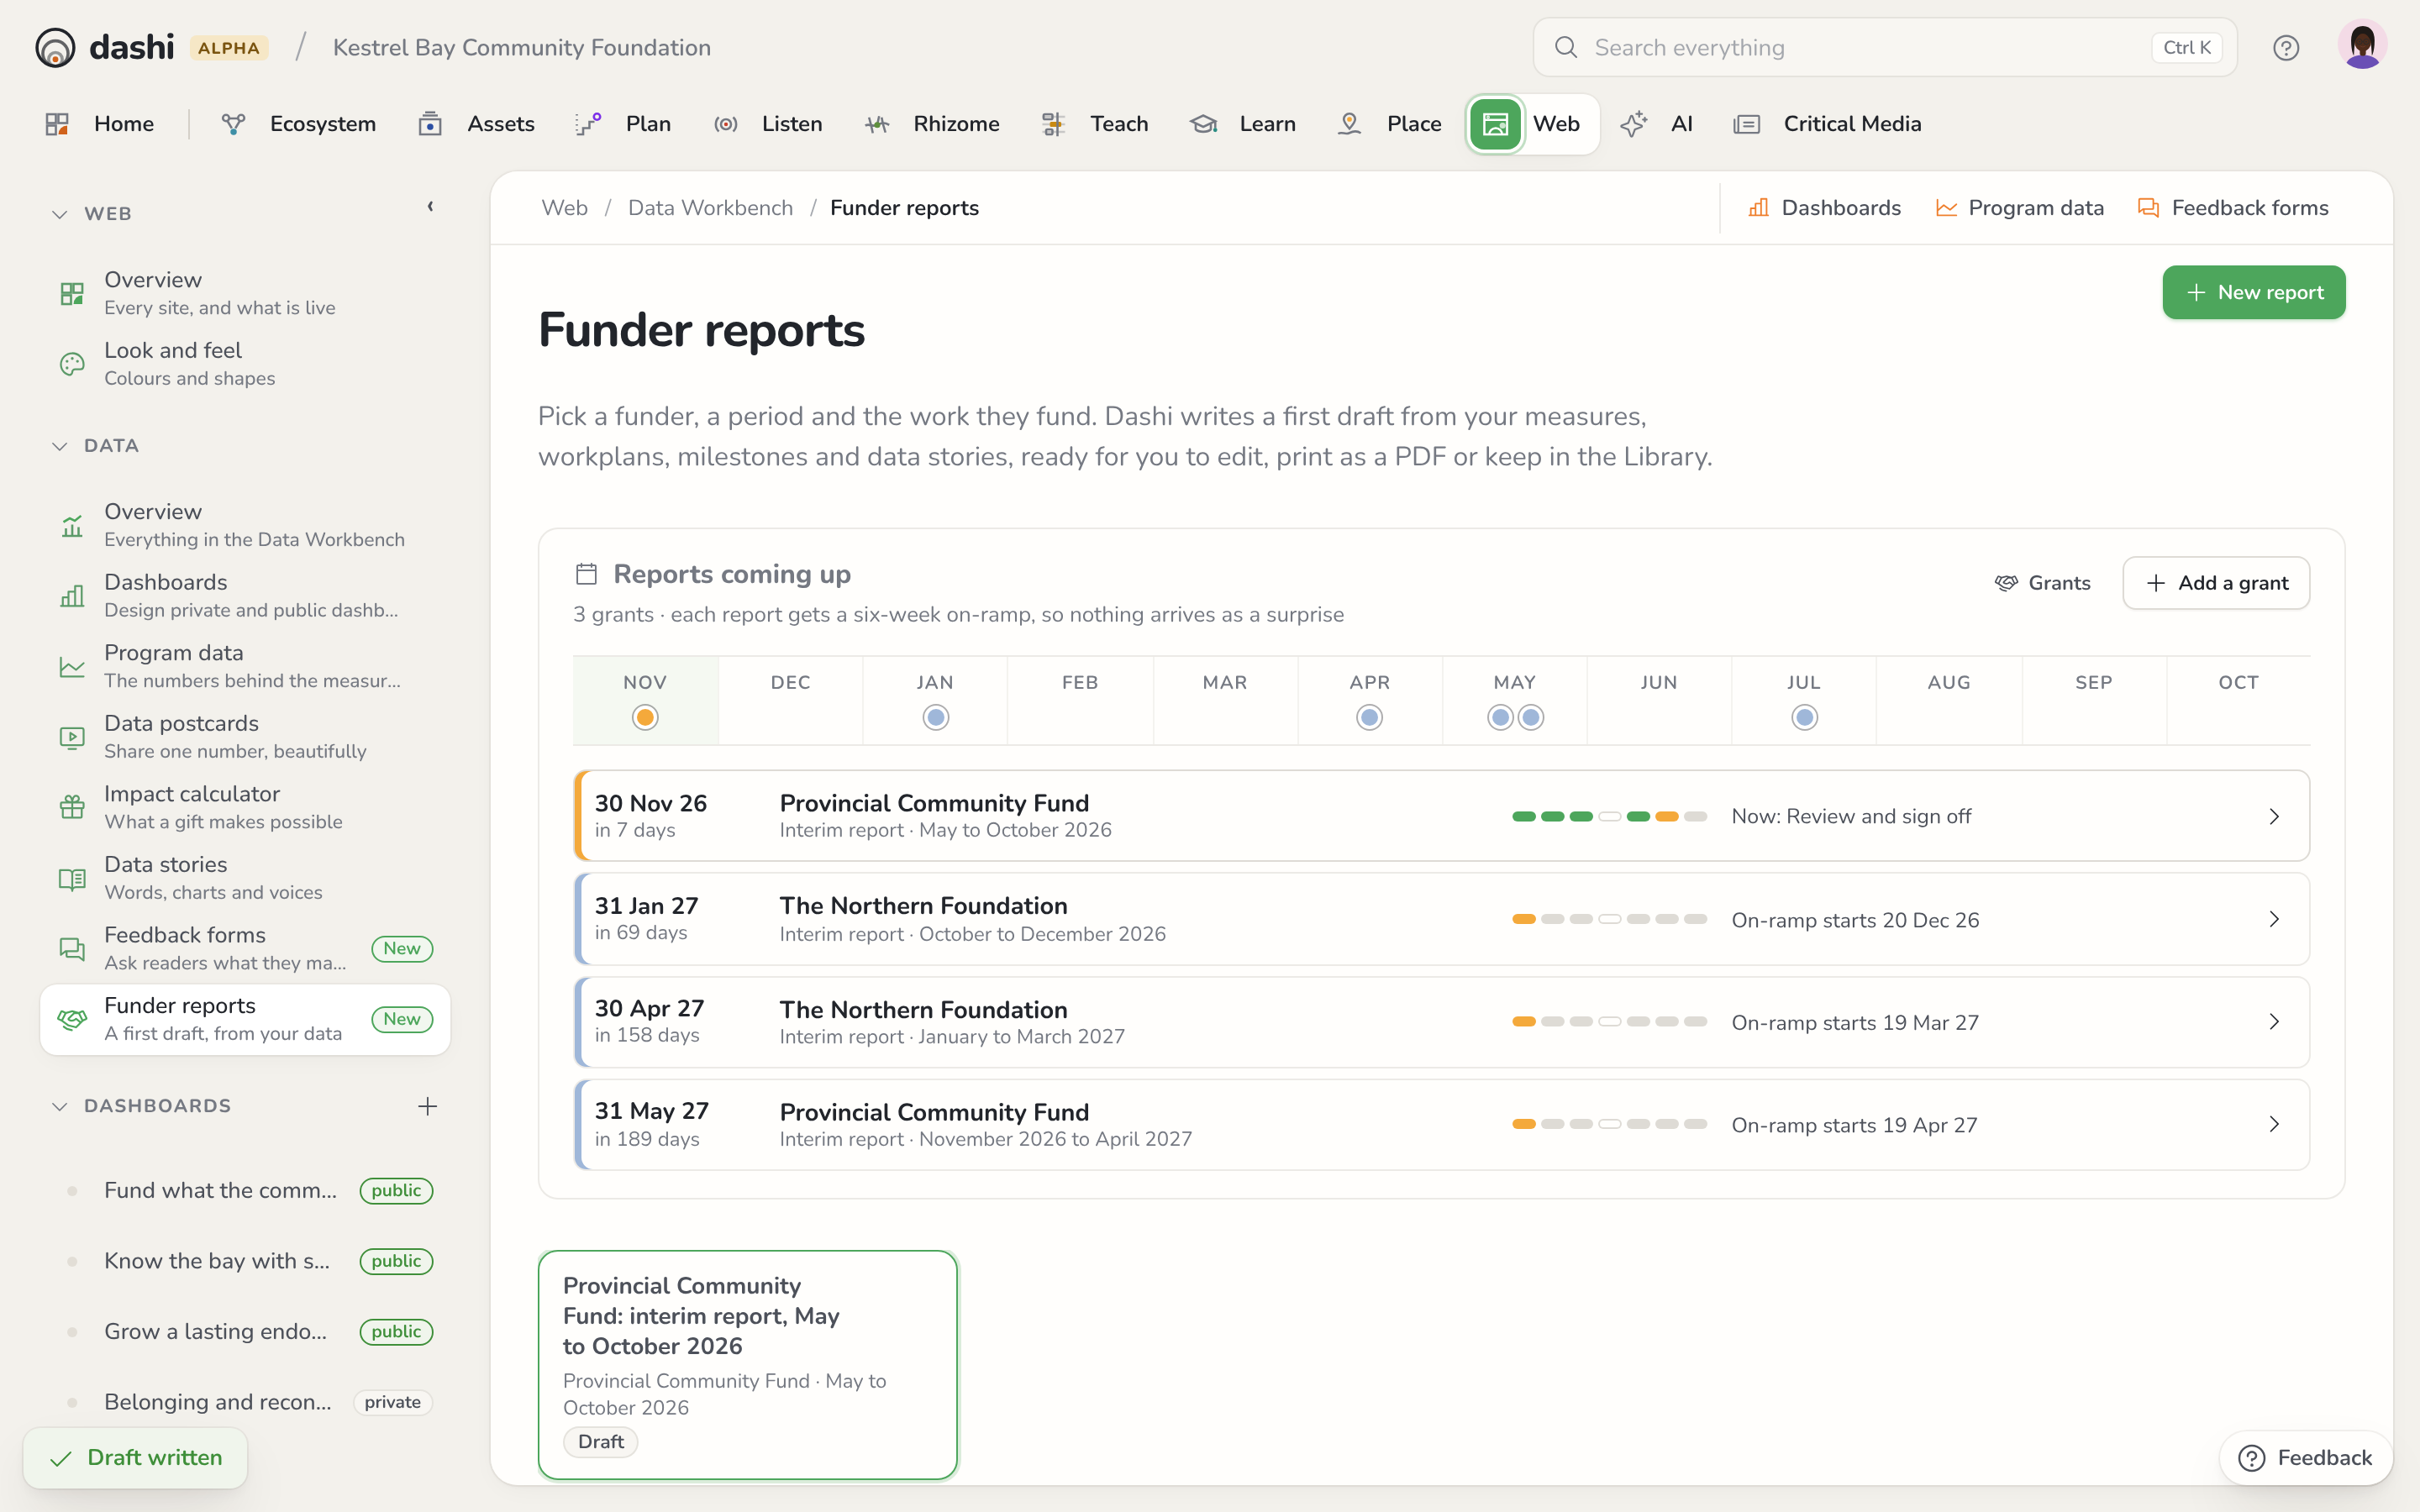 dashi ALPHA / Kestrel Bay Community Foundation
Search everything Ctrl K
Home
Ecosystem
Assets
Plan
Listen
Rhizome
Teach
Learn
Place
Web
AI
Critical Media
WEB
Overview
Every site, and what is live
Look and feel
Colours and shapes
DATA
Overview
Everything in the Data Workbench
Dashboards
Design private and public dashb...
Program data
The numbers behind the measur...
Data postcards
Share one number, beautifully
Impact calculator
What a gift makes possible
Data stories
Words, charts and voices
Feedback forms
Ask readers what they ma...
New
Funder reports
A first draft, from your data
New
DASHBOARDS
Fund what the comm... public
Know the bay with s... public
Grow a lasting endo... public
Belonging and recon... private
Draft written
Web / Data Workbench / Funder reports
Dashboards
Program data
Feedback forms
New report
Funder reports
Pick a funder, a period and the work they fund. Dashi writes a first draft from your measures,
workplans, milestones and data stories, ready for you to edit, print as a PDF or keep in the Library.
Reports coming up
3 grants · each report gets a six-week on-ramp, so nothing arrives as a surprise
Grants
Add a grant
NOV DEC JAN FEB MAR APR MAY JUN JUL AUG SEP OCT
30 Nov 26
in 7 days
Provincial Community Fund
Interim report · May to October 2026
Now: Review and sign off
31 Jan 27
in 69 days
The Northern Foundation
Interim report · October to December 2026
On-ramp starts 20 Dec 26
30 Apr 27
in 158 days
The Northern Foundation
Interim report · January to March 2027
On-ramp starts 19 Mar 27
31 May 27
in 189 days
Provincial Community Fund
Interim report · November 2026 to April 2027
On-ramp starts 19 Apr 27
Provincial Community
Fund: interim report, May
to October 2026
Provincial Community Fund · May to
October 2026
Draft
Feedback